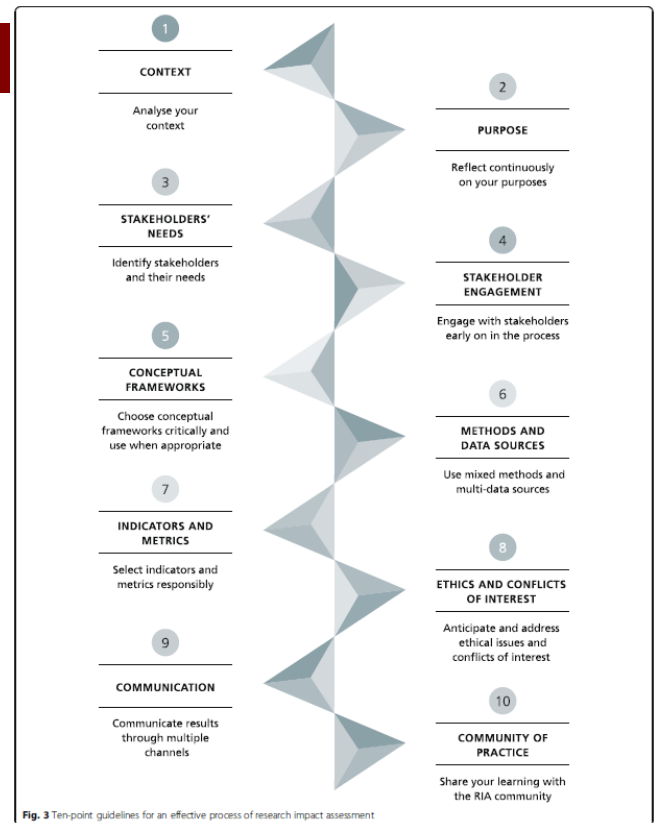 1
CONTEXT
Analyse your
context
2
PURPOSE
Reflect continuously
on your purposes
3
STAKEHOLDERS'
NEEDS
Identify stakeholders
and their needs
4
STAKEHOLDER
ENGAGEMENT
Engage with stakeholders
early on in the process
5
CONCEPTUAL
FRAMEWORKS
Choose conceptual
frameworks critically and
use when appropriate
6
METHODS AND
DATA SOURCES
Use mixed methods and
multi-data sources
7
INDICATORS AND
METRICS
Select indicators and
metrics responsibly
8
ETHICS AND CONFLICTS
OF INTEREST
Anticipate and address
ethical issues and
conflicts of interest
9
COMMUNICATION
Communicate results
through multiple
channels
10
COMMUNITY OF
PRACTICE
Share your learning with
the RIA community
Fig. 3 Ten-point guidelines for an effective process of research impact assessment